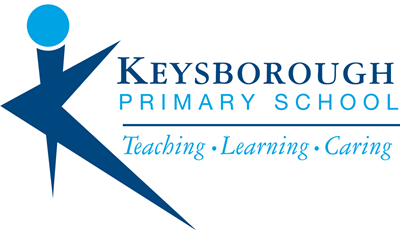 KEYSBOROUGH
PRIMARY SCHOOL
Teaching • Learning • Caring